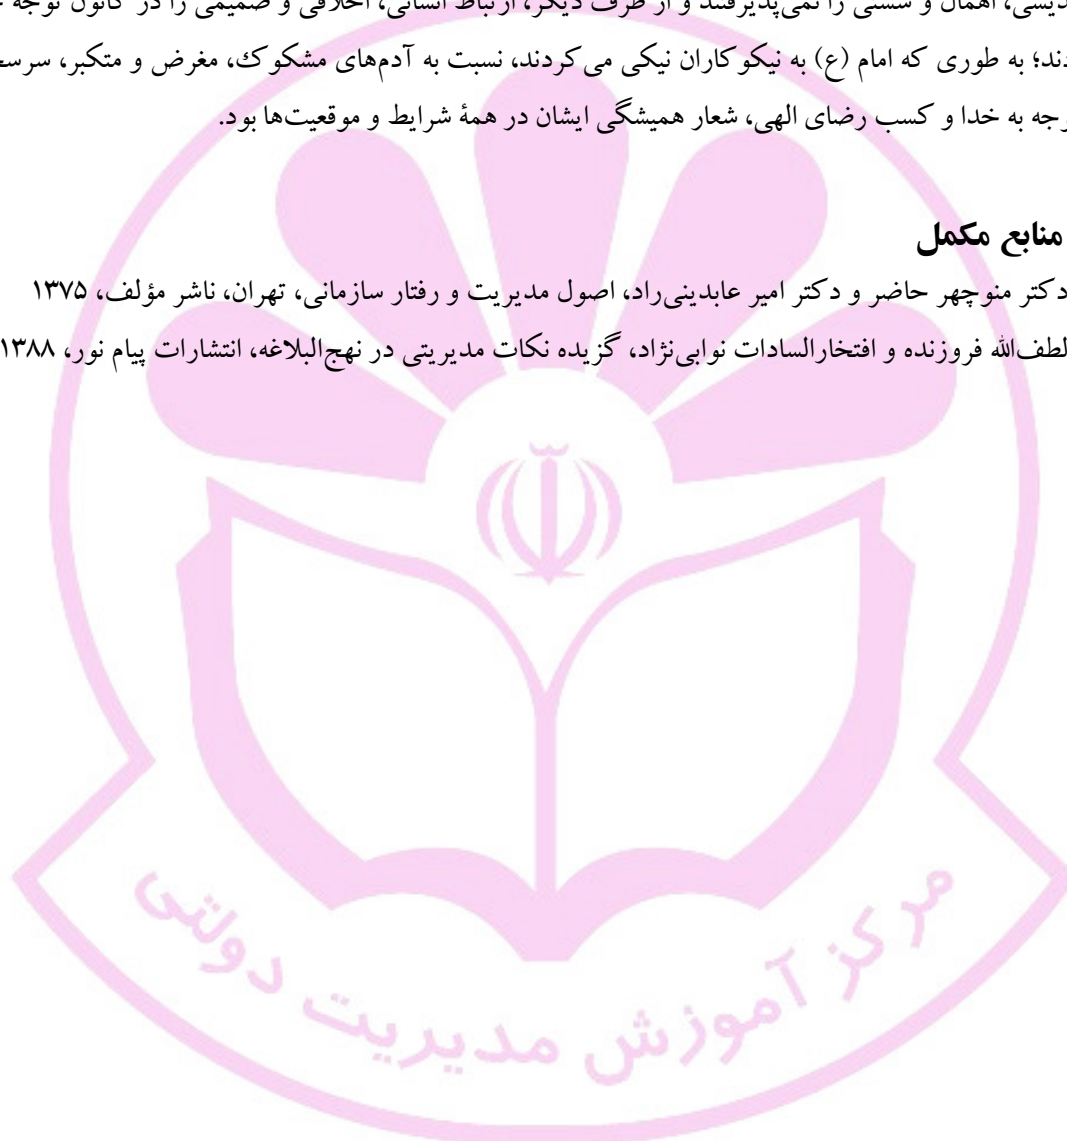 دیشی، اهمال و سستی را نمی‌پذیرفتند و از طرف دیگر، ارتباط انسانی، اخلاقی و صمیمی را در کانون توجه
دند؛ به طوری که امام (ع) به نیکوکاران نیکی می‌کردند، نسبت به آدم‌های مشکوک، مغرض و متکبر،
وجه به خدا و کسب رضای الهی، شعار همیشگی ایشان در همۀ شرایط و موقعیت‌ها بود.
منابع مکمل
دکتر منوچهر حاضر و دکتر امیر عابدینی‌راد، اصول مدیریت و رفتار سازمانی، تهران، ناشر مؤلف، ۱۳۷۵
لطف‌الله فروزنده و افتخارالسادات نوابی‌نژاد، گزیده نکات مدیریتی در نهج‌البلاغه، انتشارات پیام نور، ۱۳۸۸
مرکز آموزش مدیریت دولتی